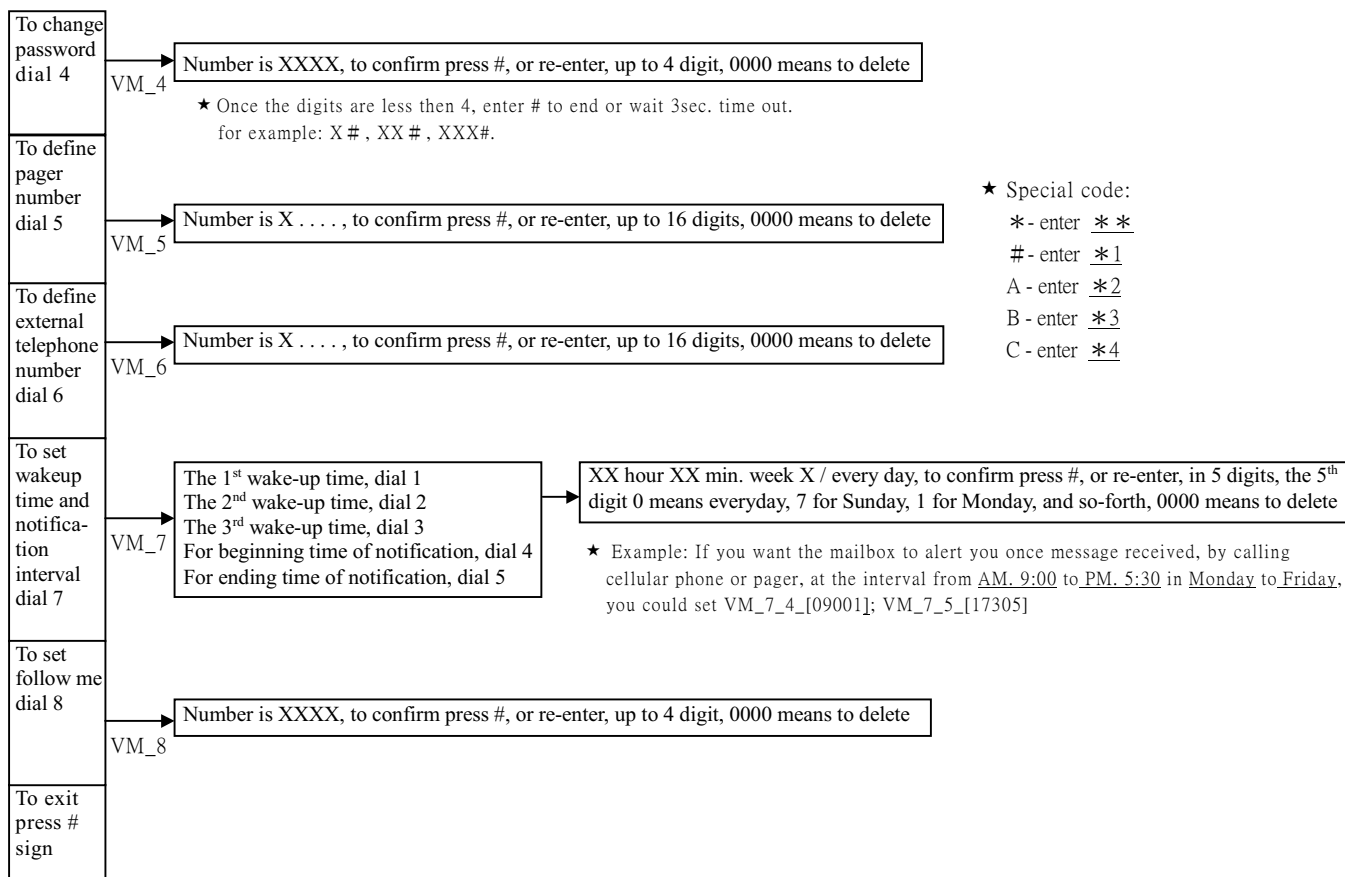 To change
password
dial 4
VM_4
Number is XXXX, to confirm press #, or re-enter, up to 4 digit, 0000 means to delete
★ Once the digits are less then 4, enter # to end or wait 3sec. time out.
for example: X # , XX # , XXX#.
To define
pager
number
dial 5
VM_5
Number is X . . . . , to confirm press #, or re-enter, up to 16 digits, 0000 means to delete
★ Special code:
＊- enter ＊＊
# - enter ＊1
A - enter ＊2
B - enter ＊3
C - enter ＊4
To define
external
telephone
number
dial 6
VM_6
Number is X . . . . , to confirm press #, or re-enter, up to 16 digits, 0000 means to delete
To set
wakeup
time and
notifica-
tion
interval
dial 7
VM_7
The 1st wake-up time, dial 1
The 2nd wake-up time, dial 2
The 3rd wake-up time, dial 3
For beginning time of notification, dial 4
For ending time of notification, dial 5
XX hour XX min. week X / every day, to confirm press #, or re-enter, in 5 digits, the 5th
digit 0 means everyday, 7 for Sunday, 1 for Monday, and so-forth, 0000 means to delete
★ Example: If you want the mailbox to alert you once message received, by calling
cellular phone or pager, at the interval from AM. 9:00 to PM. 5:30 in Monday to Friday,
you could set VM_7_4_[09001]; VM_7_5_[17305]
To set
follow me
dial 8
VM_8
Number is XXXX, to confirm press #, or re-enter, up to 4 digit, 0000 means to delete
To exit
press #
sign